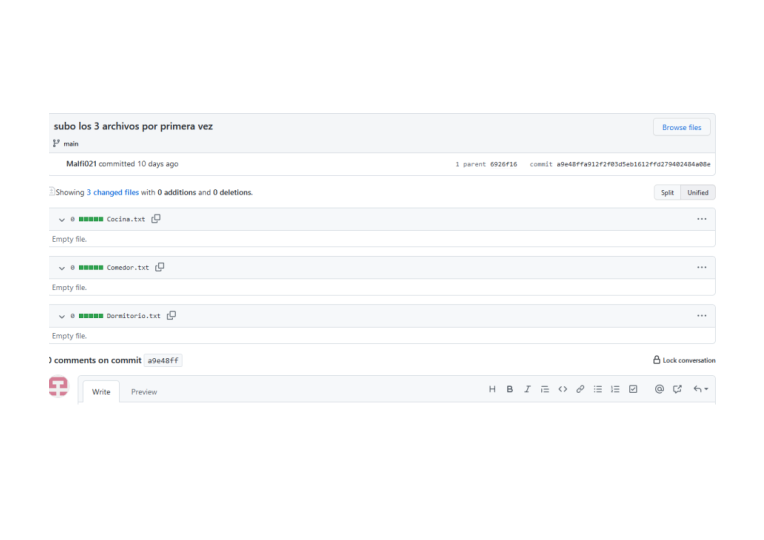 subo los 3 archivos por primera vez
Browse files
main
Malfi021 committed 10 days ago
1 parent 6926f16 commit a9e48ffa912f2f03d5eb1612ffd279402484a08e
Showing 3 changed files with 0 additions and 0 deletions.
Split Unified
0 Cocina.txt
Empty file.
0 Comedor.txt
Empty file.
0 Dormitorio.txt
Empty file.
0 comments on commit a9e48ff
Lock conversation
Write Preview